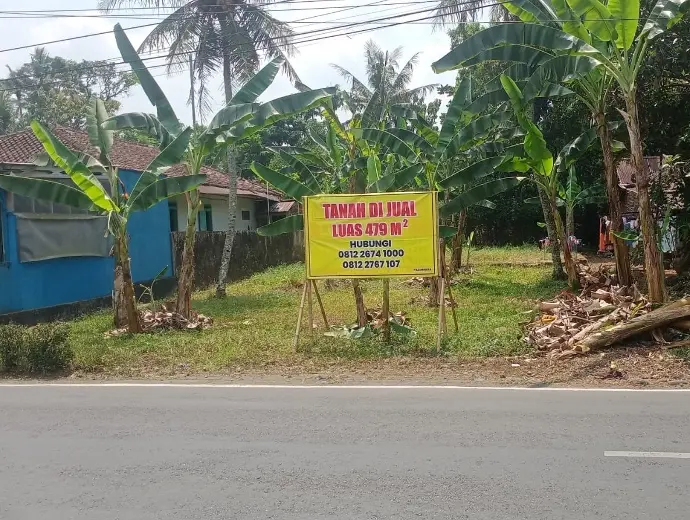 TANAH DI JUAL
LUAS 479 M²
HUBUNGI
0812 2674 1000
0812 2767 107